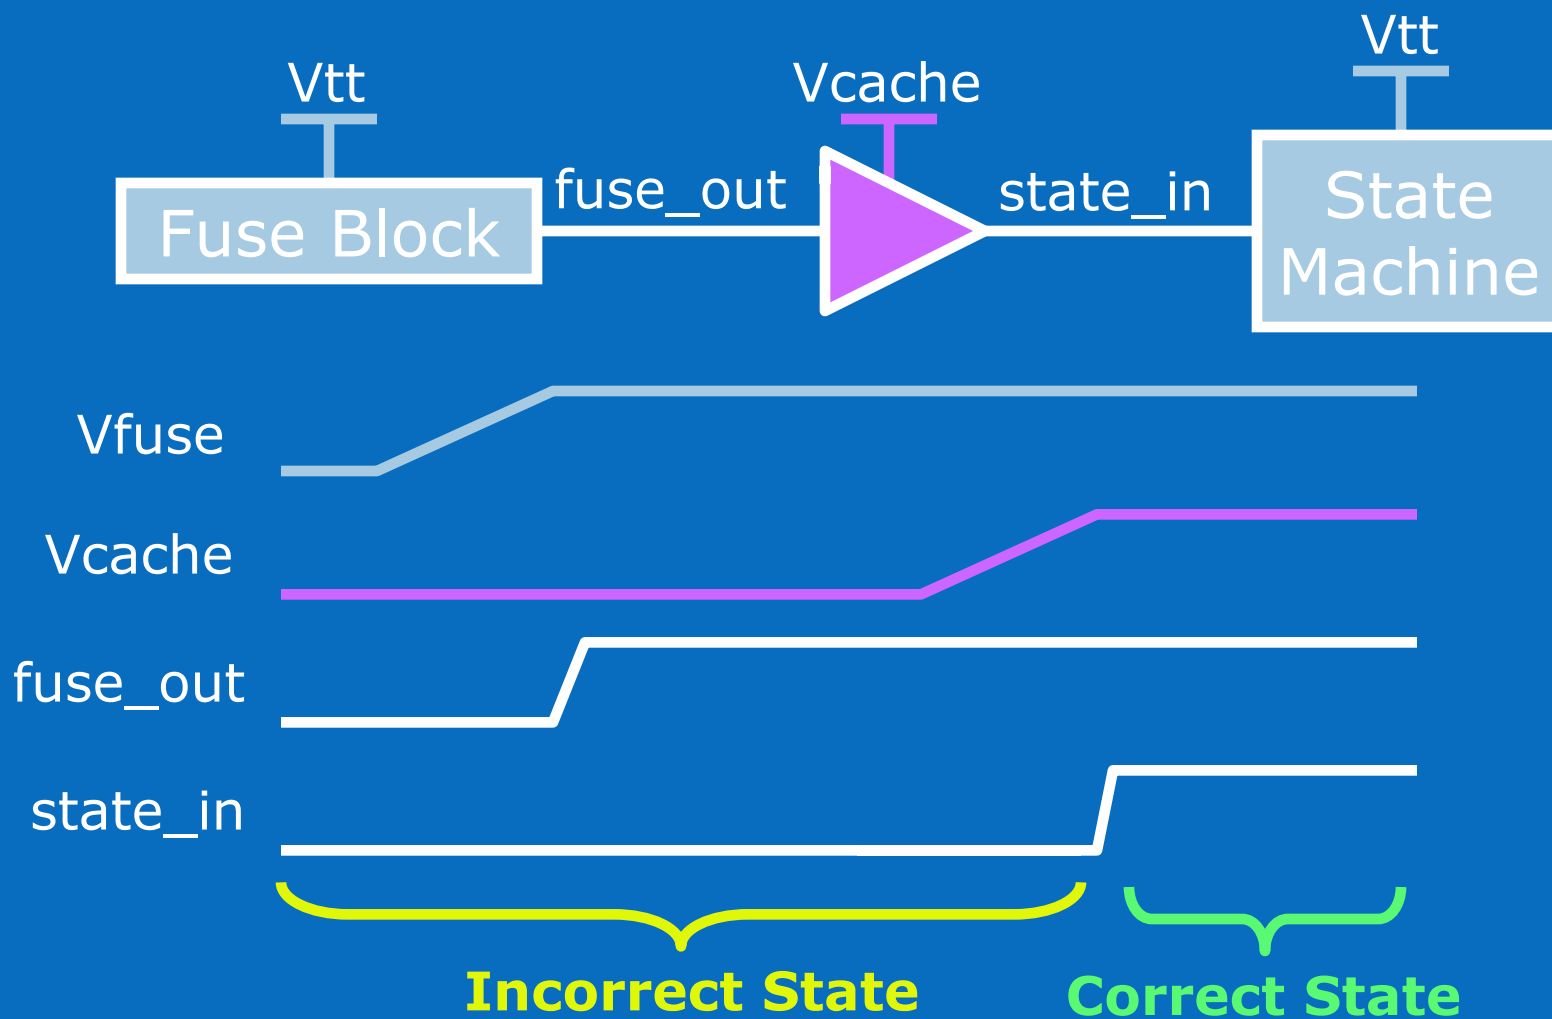 Vtt
Vtt
Vcache
fuse_out
state_in
Fuse Block
State
Machine
Vfuse
Vcache
fuse_out
state_in
Incorrect State
Correct State